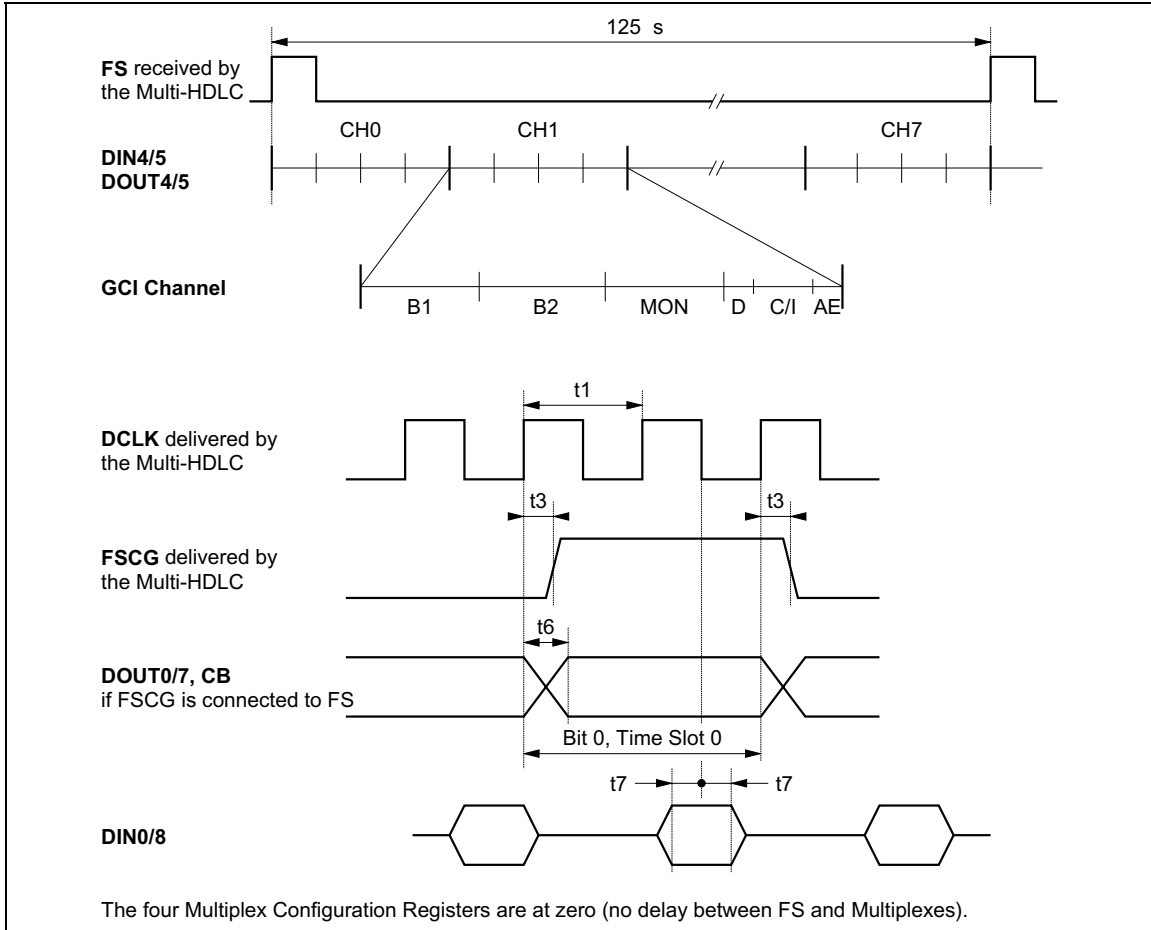 125 s
FS received by
the Multi-HDLC
CH0 CH1 CH7
DIN4/5
DOUT4/5
GCI Channel
B1 B2 MON D C/I AE
t1
DCLK delivered by
the Multi-HDLC
t3 t3
FSCG delivered by
the Multi-HDLC
t6
DOUT0/7, CB
if FSCG is connected to FS
Bit 0, Time Slot 0
t7 t7
DIN0/8
The four Multiplex Configuration Registers are at zero (no delay between FS and Multiplexes).